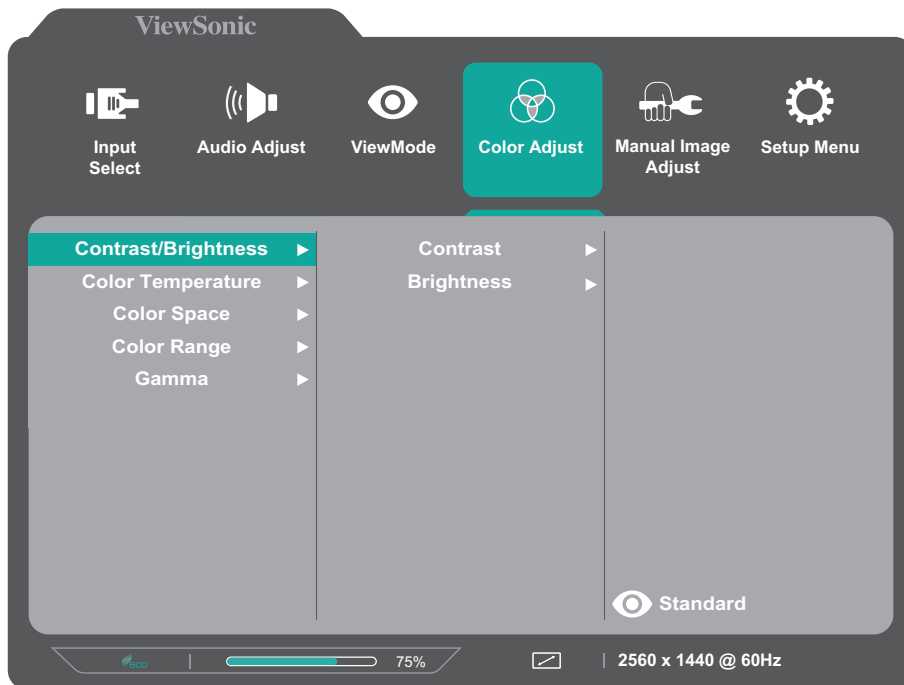 ViewSonic
Input
Select
Audio Adjust
ViewMode
Color Adjust
Manual Image
Adjust
Setup Menu
Contrast/Brightness
Color Temperature
Color Space
Color Range
Gamma
Contrast
Brightness
Standard
eco
75%
2560 x 1440 @ 60Hz